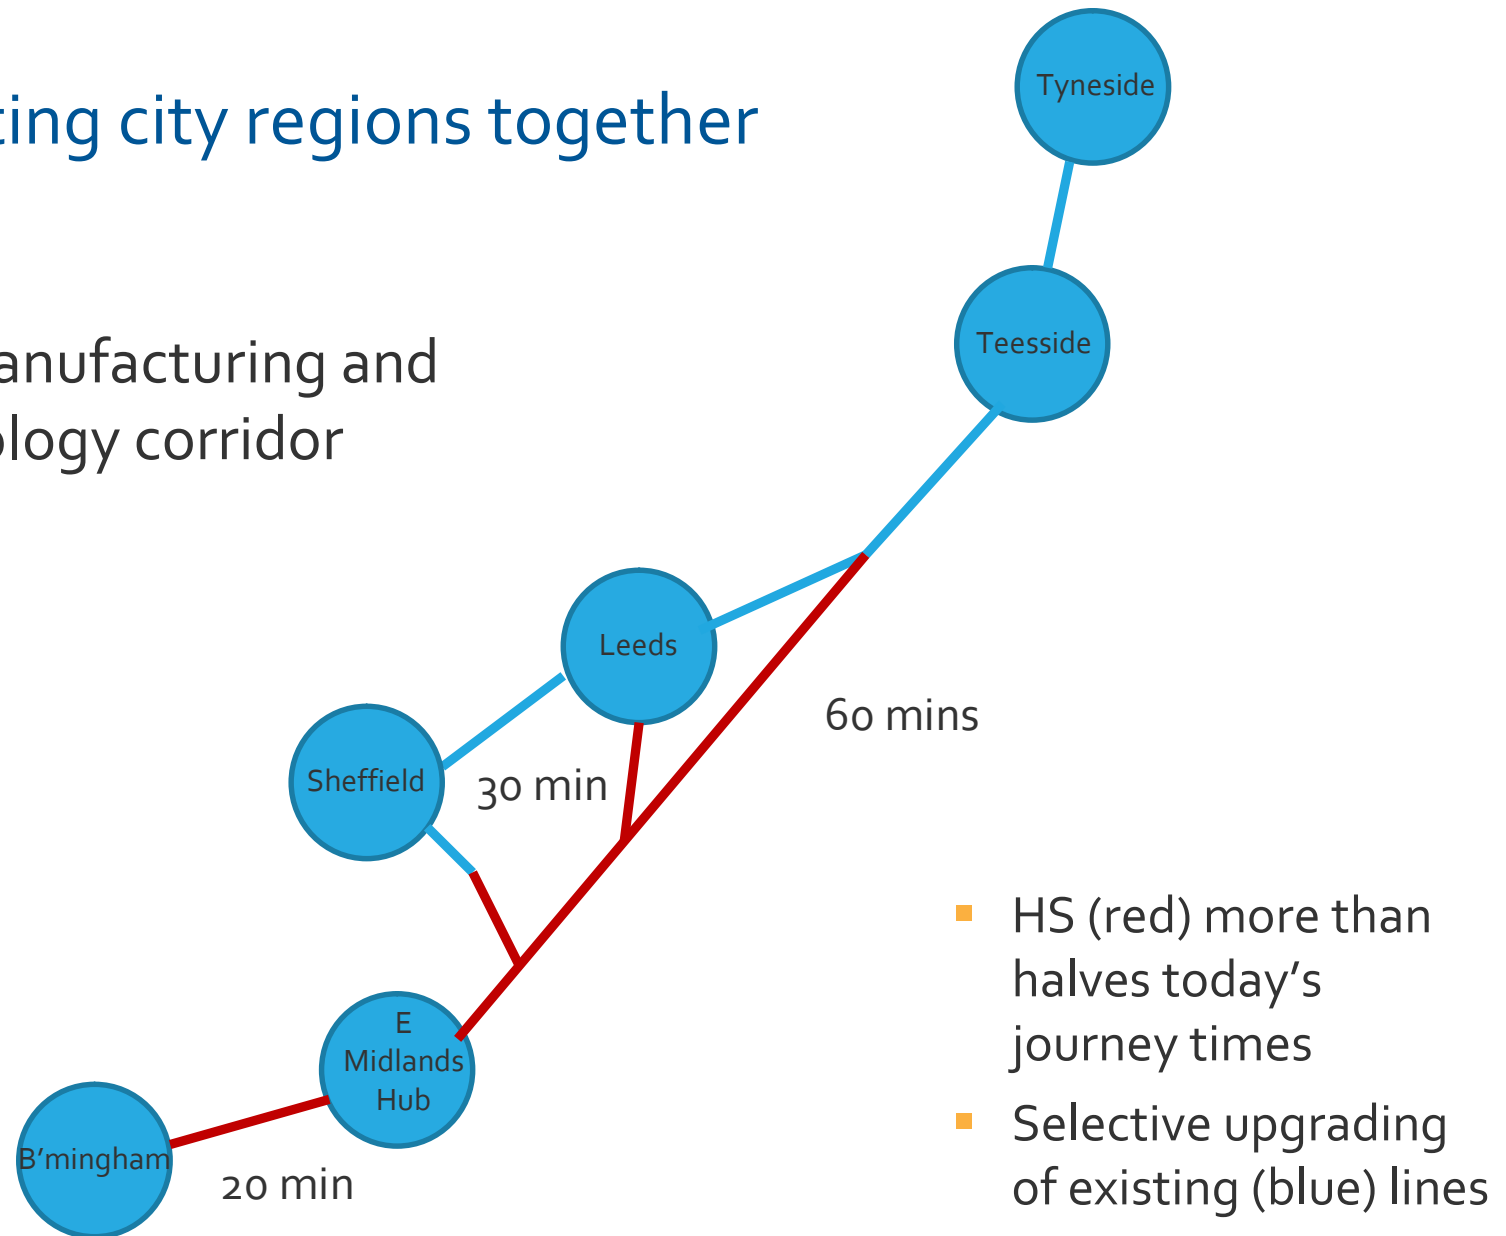 Tyneside
ting city regions together
Teesside
anufacturing and
ology corridor
Leeds
60 mins
Sheffield
30 min
HS (red) more than
halves today's
journey times
E
Midlands
Hub
Selective upgrading
of existing (blue) lines
B'mingham
20 min